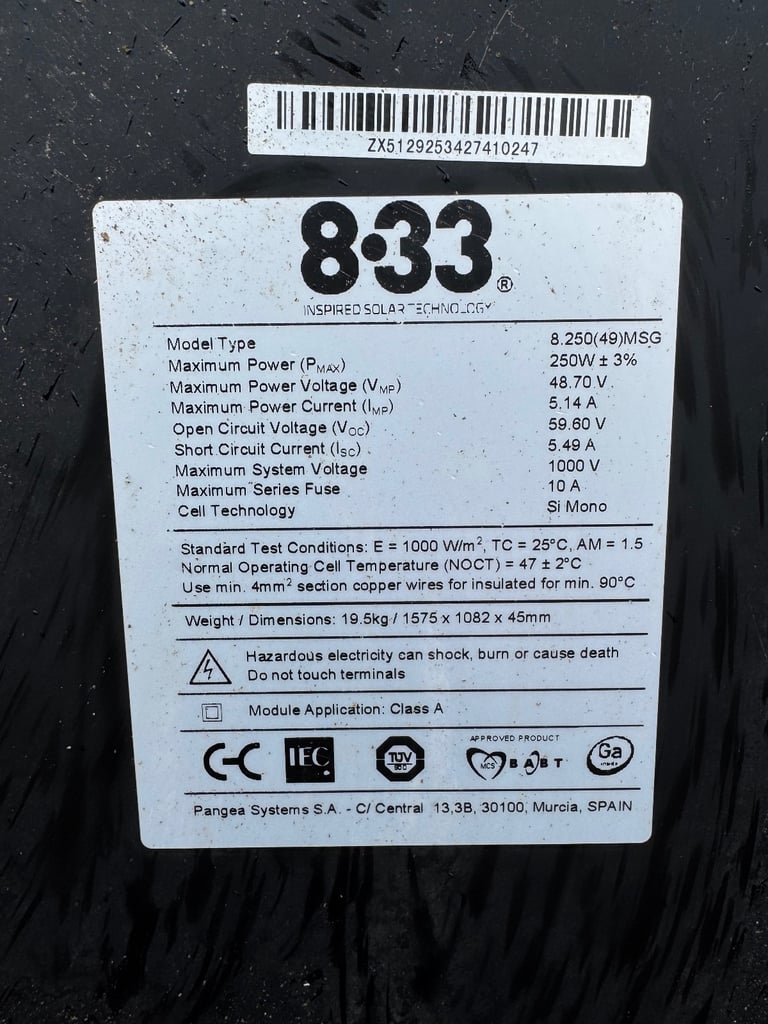 ZX5129253427410247
8·33®
INSPIRED SOLAR TECHNOLOGY
Model Type 8.250(49)MSG
Maximum Power (PMAX) 250W ± 3%
Maximum Power Voltage (VMP) 48.70 V
Maximum Power Current (IMP) 5.14 A
Open Circuit Voltage (VOC) 59.60 V
Short Circuit Current (ISC) 5.49 A
Maximum System Voltage 1000 V
Maximum Series Fuse 10 A
Cell Technology Si Mono
Standard Test Conditions: E = 1000 W/m², TC = 25°C, AM = 1.5
Normal Operating Cell Temperature (NOCT) = 47 ± 2°C
Use min. 4mm² section copper wires for insulated for min. 90°C
Weight / Dimensions: 19.5kg / 1575 x 1082 x 45mm
Hazardous electricity can shock, burn or cause death
Do not touch terminals
Module Application: Class A
APPROVED PRODUCT
CE IEC TÜV MCS BABT Ga
Pangea Systems S.A. - C/ Central 13,3B, 30100, Murcia, SPAIN